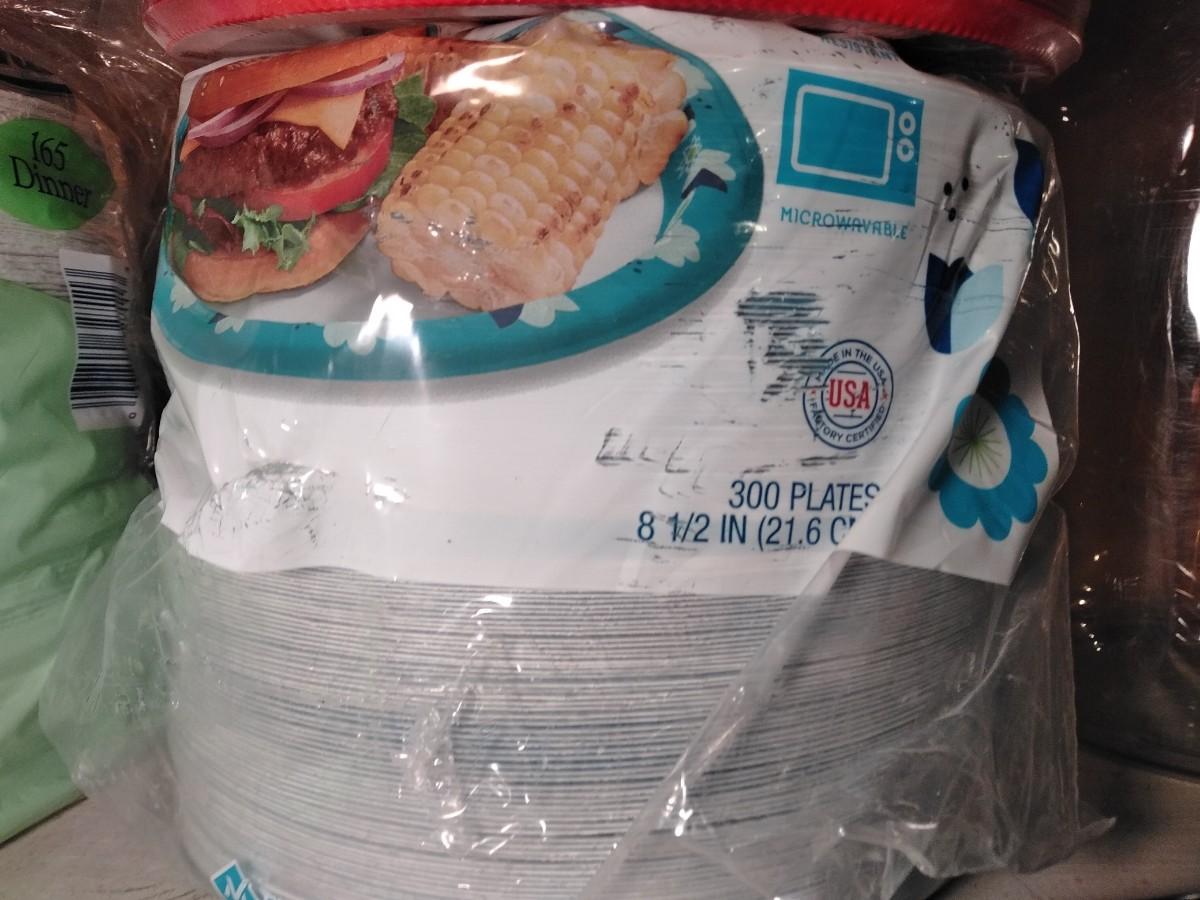 165
Dinner
MICROWAVABLE
MADE IN THE USA
USA
FACTORY CERTIFIED
300 PLATES
8 1/2 IN (21.6 C